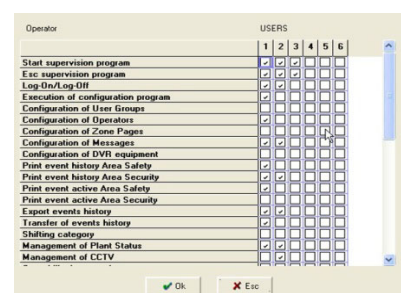 Operator USERS
1 2 3 4 5 6
Start supervision program
Esc supervision program
Log-On/Log-Off
Execution of configuration program
Configuration of User Groups
Configuration of Operators
Configuration of Zone Pages
Configuration of Messages
Configuration of DVR equipment
Print event history Area Safety
Print event history Area Security
Print event active Area Safety
Print event active Area Security
Export events history
Transfer of events history
Shifting category
Management of Plant Status
Management of CCTV
Ok Esc